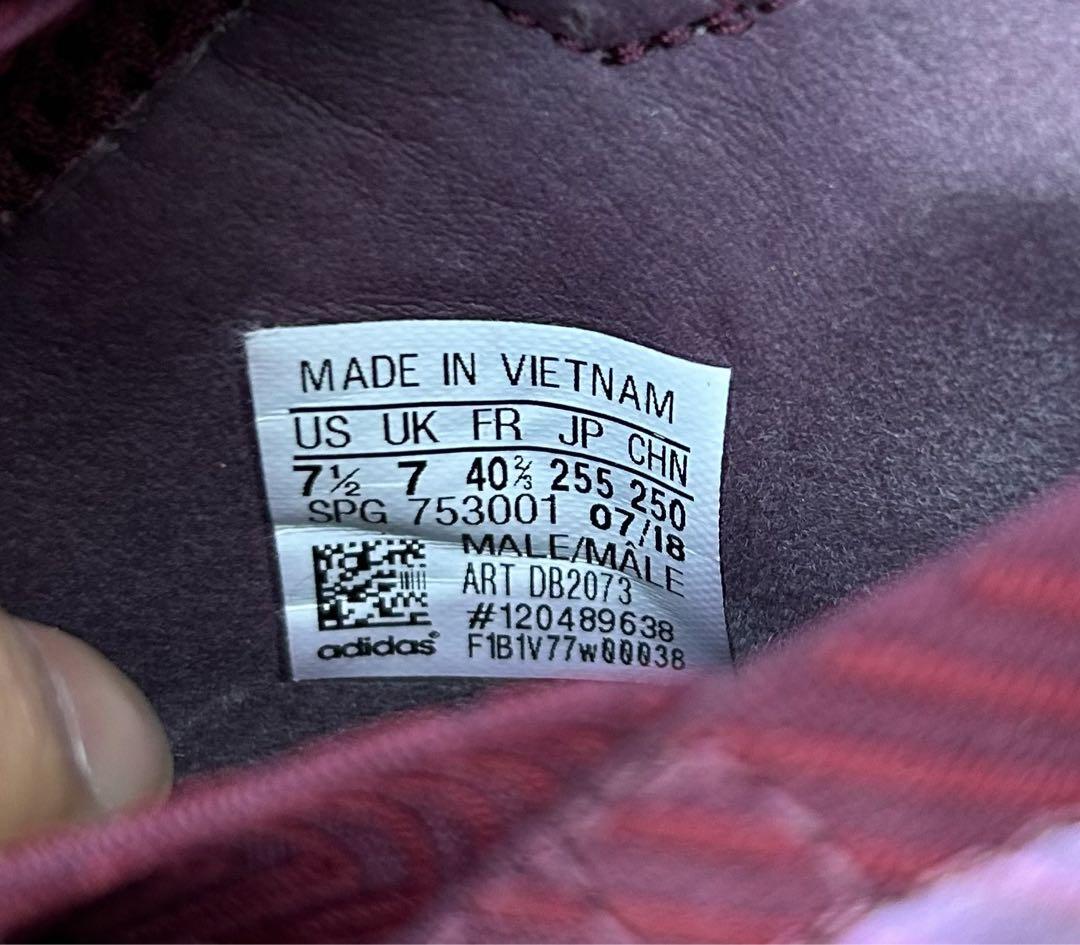 MADE IN VIETNAM
US UK FR JP CHN
7½ 7 40⅔ 255 250
SPG 753001 07/18
MALE/MÂLE
ART DB2073
#120489638
adidas® F1B1V77w00038